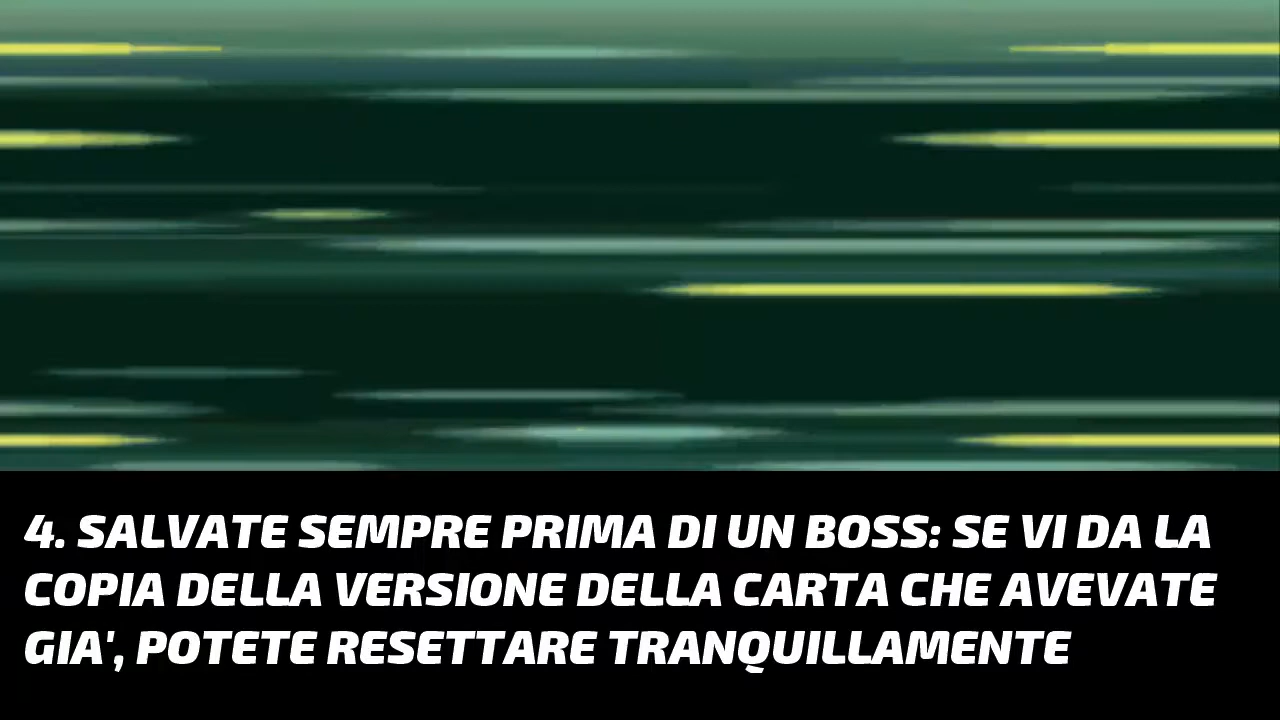 4. SALVATE SEMPRE PRIMA DI UN BOSS: SE VI DA LA
COPIA DELLA VERSIONE DELLA CARTA CHE AVEVATE
GIA', POTETE RESETTARE TRANQUILLAMENTE